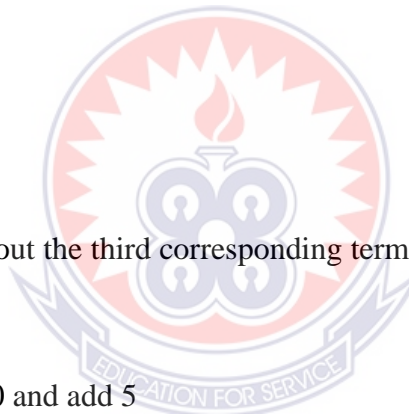 out the third corresponding term
0 and add 5
EDUCATION FOR SERVICE